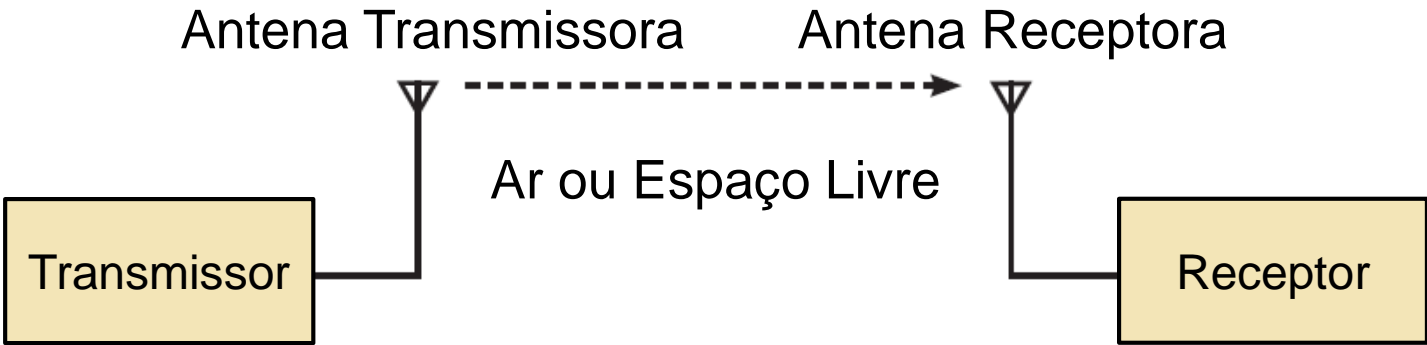 Antena Transmissora
Antena Receptora
Ar ou Espaço Livre
Transmissor
Receptor